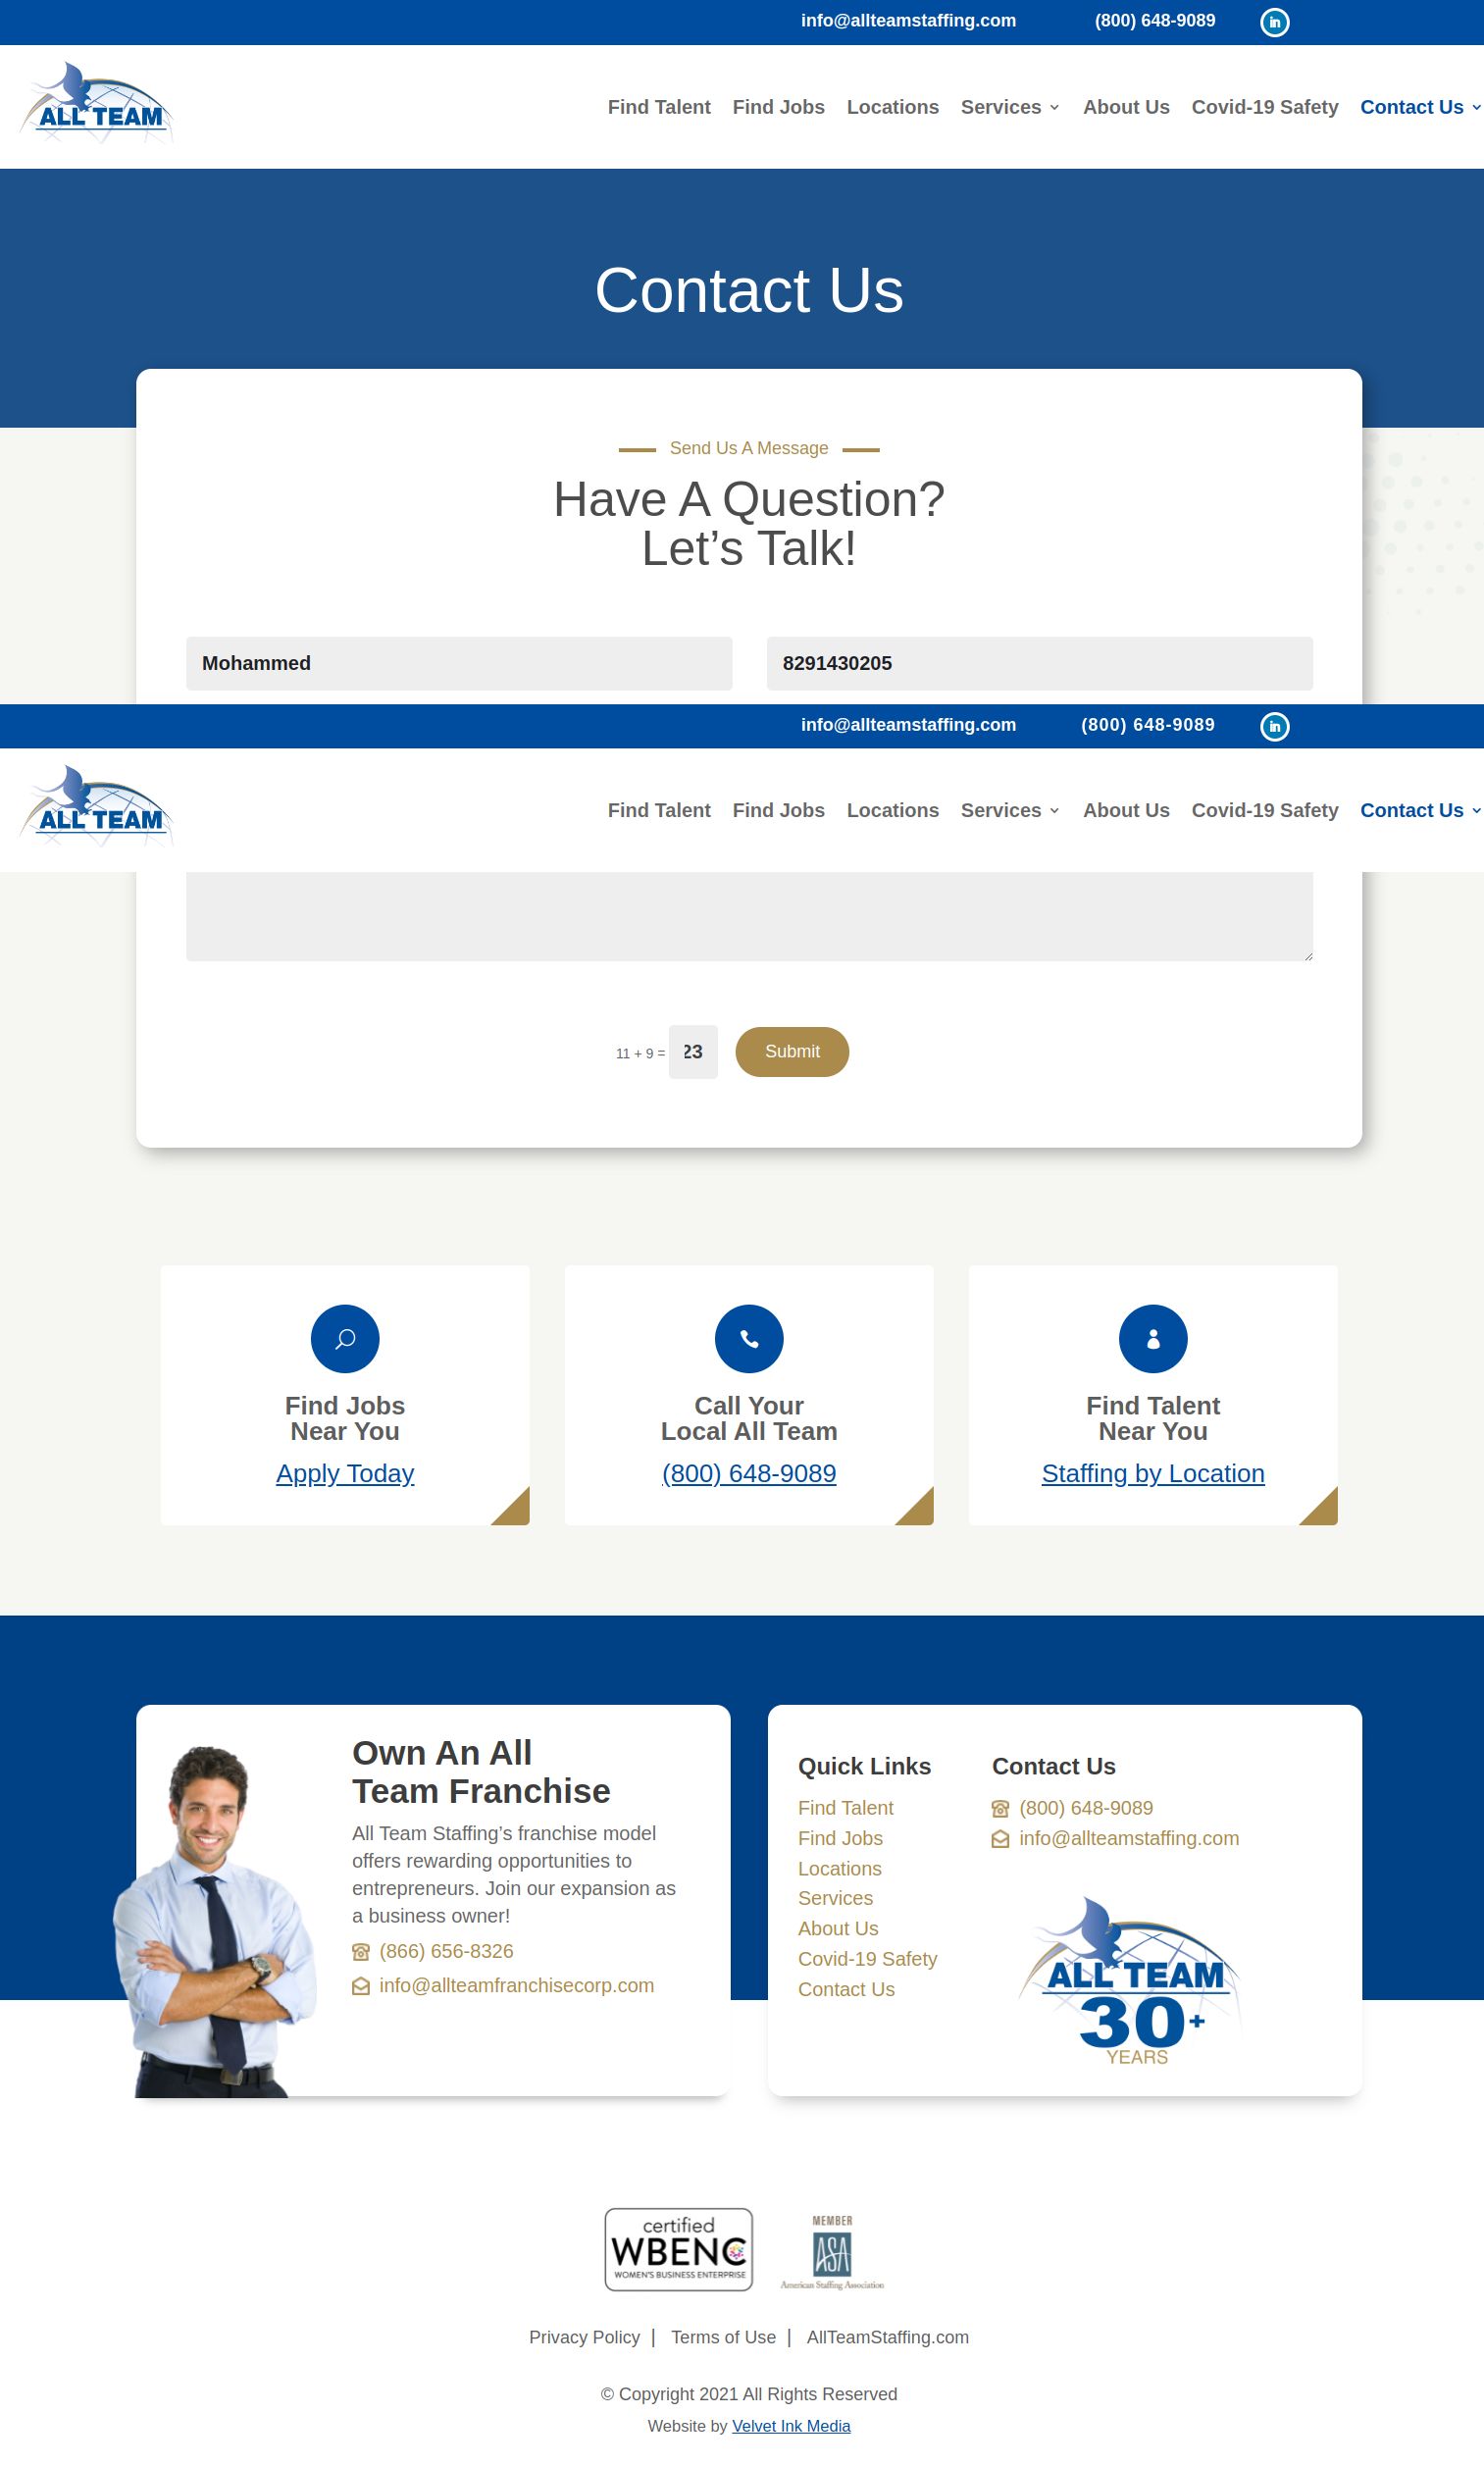 info@allteamstaffing.com (800) 648-9089 in
ALL TEAM
Find Talent Find Jobs Locations Services About Us Covid-19 Safety Contact Us
Contact Us
Send Us A Message
Have A Question?
Let’s Talk!
Mohammed 8291430205
info@allteamstaffing.com (800) 648-9089 in
ALL TEAM
Find Talent Find Jobs Locations Services About Us Covid-19 Safety Contact Us
11 + 9 = 23 Submit
Find Jobs
Near You
Apply Today
Call Your
Local All Team
(800) 648-9089
Find Talent
Near You
Staffing by Location
Own An All
Team Franchise
All Team Staffing’s franchise model
offers rewarding opportunities to
entrepreneurs. Join our expansion as
a business owner!
(866) 656-8326
info@allteamfranchisecorp.com
Quick Links
Find Talent
Find Jobs
Locations
Services
About Us
Covid-19 Safety
Contact Us
Contact Us
(800) 648-9089
info@allteamstaffing.com
ALL TEAM
30+
YEARS
certified
WBENC
WOMEN'S BUSINESS ENTERPRISE
MEMBER
ASA
American Staffing Association
Privacy Policy | Terms of Use | AllTeamStaffing.com
© Copyright 2021 All Rights Reserved
Website by Velvet Ink Media